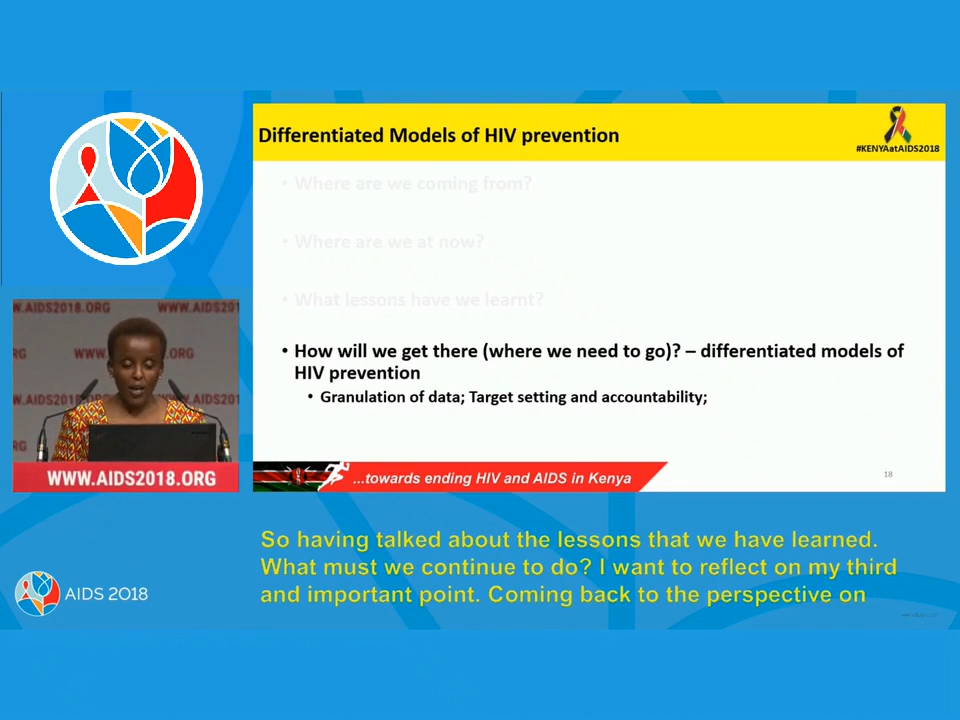 Differentiated Models of HIV prevention
#KENYAatAIDS2018
• Where are we coming from?
• Where are we at now?
• What lessons have we learnt?
• How will we get there (where we need to go)? – differentiated models of
HIV prevention
• Granulation of data; Target setting and accountability;
...towards ending HIV and AIDS in Kenya
18
W.AIDS2018.ORG
WWW.AIDS201
WWW.AIDS2018.ORG
So having talked about the lessons that we have learned.
What must we continue to do? I want to reflect on my third
and important point. Coming back to the perspective on
AIDS 2018